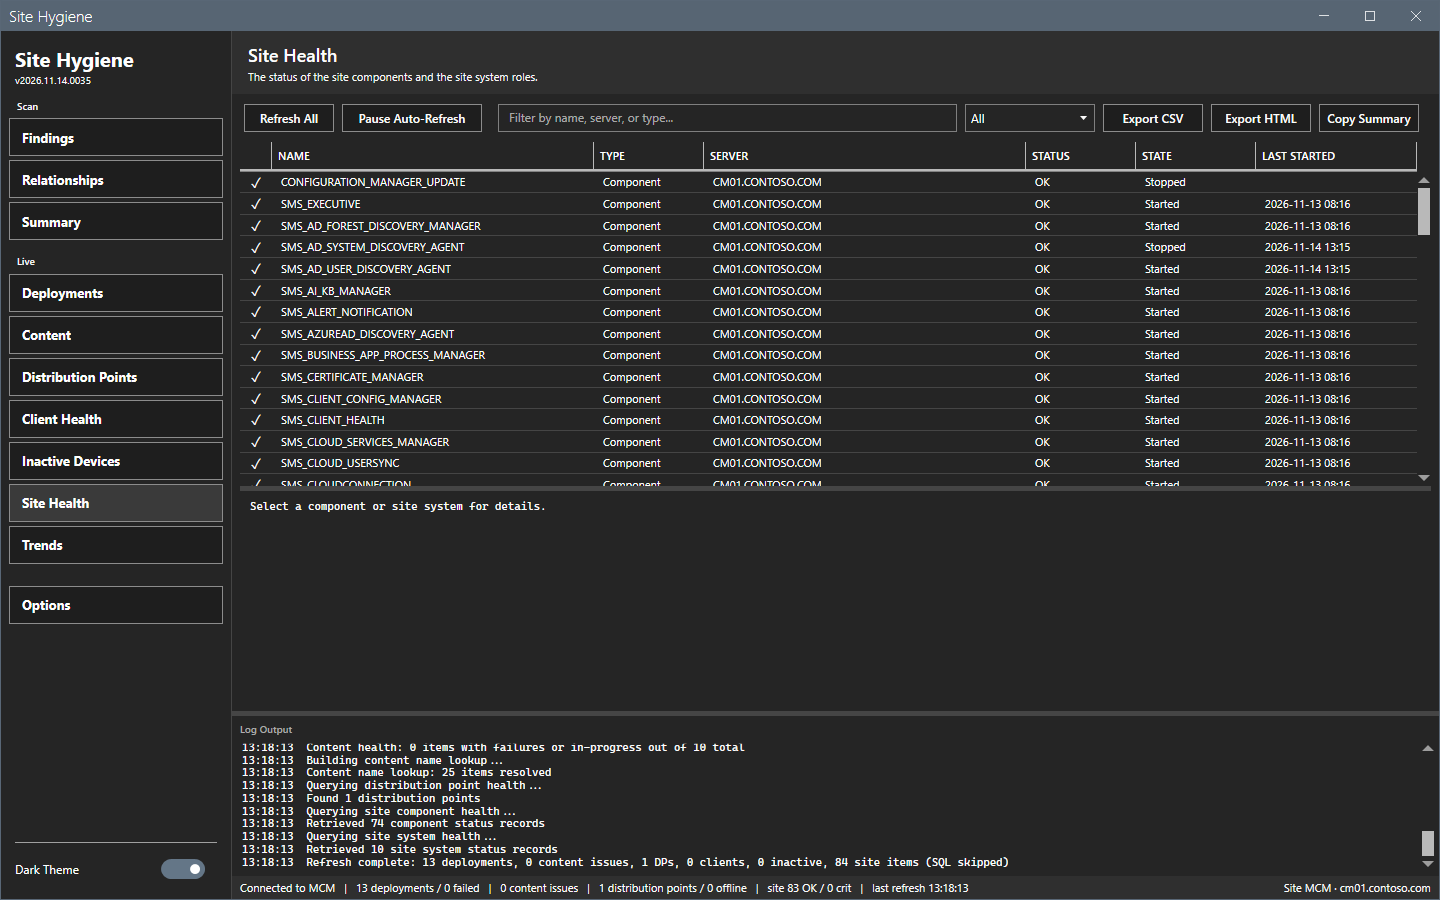 Site Hygiene
Site Hygiene
v2026.11.14.0035
Scan
Findings
Relationships
Summary
Live
Deployments
Content
Distribution Points
Client Health
Inactive Devices
Site Health
Trends
Options
Dark Theme
Site Health
The status of the site components and the site system roles.
Refresh All Pause Auto-Refresh Filter by name, server, or type... All Export CSV Export HTML Copy Summary
NAME TYPE SERVER STATUS STATE LAST STARTED
✓ CONFIGURATION_MANAGER_UPDATE Component CM01.CONTOSO.COM OK Stopped
✓ SMS_EXECUTIVE Component CM01.CONTOSO.COM OK Started 2026-11-13 08:16
✓ SMS_AD_FOREST_DISCOVERY_MANAGER Component CM01.CONTOSO.COM OK Started 2026-11-13 08:16
✓ SMS_AD_SYSTEM_DISCOVERY_AGENT Component CM01.CONTOSO.COM OK Stopped 2026-11-14 13:15
✓ SMS_AD_USER_DISCOVERY_AGENT Component CM01.CONTOSO.COM OK Started 2026-11-14 13:15
✓ SMS_AI_KB_MANAGER Component CM01.CONTOSO.COM OK Started 2026-11-13 08:16
✓ SMS_ALERT_NOTIFICATION Component CM01.CONTOSO.COM OK Started 2026-11-13 08:16
✓ SMS_AZUREAD_DISCOVERY_AGENT Component CM01.CONTOSO.COM OK Started 2026-11-13 08:16
✓ SMS_BUSINESS_APP_PROCESS_MANAGER Component CM01.CONTOSO.COM OK Started 2026-11-13 08:16
✓ SMS_CERTIFICATE_MANAGER Component CM01.CONTOSO.COM OK Started 2026-11-13 08:16
✓ SMS_CLIENT_CONFIG_MANAGER Component CM01.CONTOSO.COM OK Started 2026-11-13 08:16
✓ SMS_CLIENT_HEALTH Component CM01.CONTOSO.COM OK Started 2026-11-13 08:16
✓ SMS_CLOUD_SERVICES_MANAGER Component CM01.CONTOSO.COM OK Started 2026-11-13 08:16
✓ SMS_CLOUD_USERSYNC Component CM01.CONTOSO.COM OK Started 2026-11-13 08:16
✓ SMS_CLOUDCONNECTION Component CM01.CONTOSO.COM OK Started 2026-11-13 08:16
Select a component or site system for details.
Log Output
13:18:13 Content health: 0 items with failures or in-progress out of 10 total
13:18:13 Building content name lookup...
13:18:13 Content name lookup: 25 items resolved
13:18:13 Querying distribution point health...
13:18:13 Found 1 distribution points
13:18:13 Querying site component health...
13:18:13 Retrieved 74 component status records
13:18:13 Querying site system health...
13:18:13 Retrieved 10 site system status records
13:18:13 Refresh complete: 13 deployments, 0 content issues, 1 DPs, 0 clients, 0 inactive, 84 site items (SQL skipped)
Connected to MCM | 13 deployments / 0 failed | 0 content issues | 1 distribution points / 0 offline | site 83 OK / 0 crit | last refresh 13:18:13 Site MCM · cm01.contoso.com